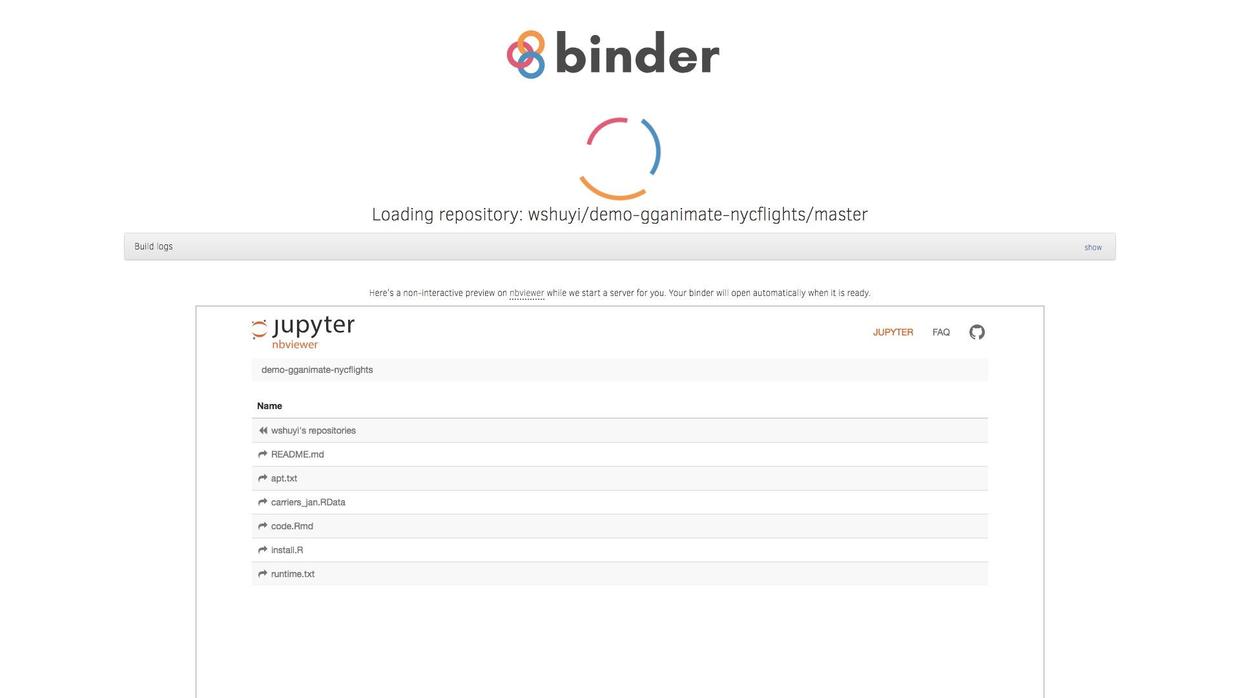 binder
Loading repository: wshuyi/demo-gganimate-nycflights/master
Build logs show
Here's a non-interactive preview on nbviewer while we start a server for you. Your binder will open automatically when it is ready.
jupyter
nbviewer
JUPYTER FAQ
demo-gganimate-nycflights
Name
wshuyi's repositories
README.md
apt.txt
carriers_jan.RData
code.Rmd
install.R
runtime.txt